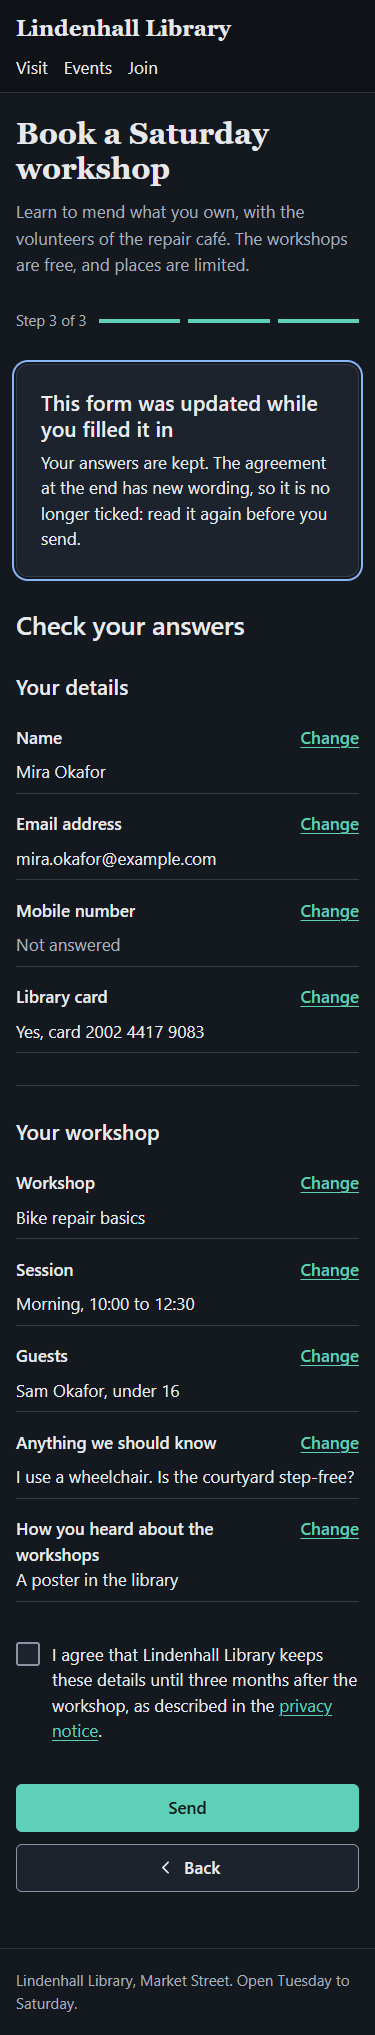 Lindenhall Library
Visit Events Join
Book a Saturday
workshop
Learn to mend what you own, with the
volunteers of the repair café. The workshops
are free, and places are limited.
Step 3 of 3
This form was updated while
you filled it in
Your answers are kept. The agreement
at the end has new wording, so it is no
longer ticked: read it again before you
send.
Check your answers
Your details
Name Change
Mira Okafor
Email address Change
mira.okafor@example.com
Mobile number Change
Not answered
Library card Change
Yes, card 2002 4417 9083
Your workshop
Workshop Change
Bike repair basics
Session Change
Morning, 10:00 to 12:30
Guests Change
Sam Okafor, under 16
Anything we should know Change
I use a wheelchair. Is the courtyard step-free?
How you heard about the Change
workshops
A poster in the library
I agree that Lindenhall Library keeps
these details until three months after the
workshop, as described in the privacy
notice.
Send
Back
Lindenhall Library, Market Street. Open Tuesday to
Saturday.